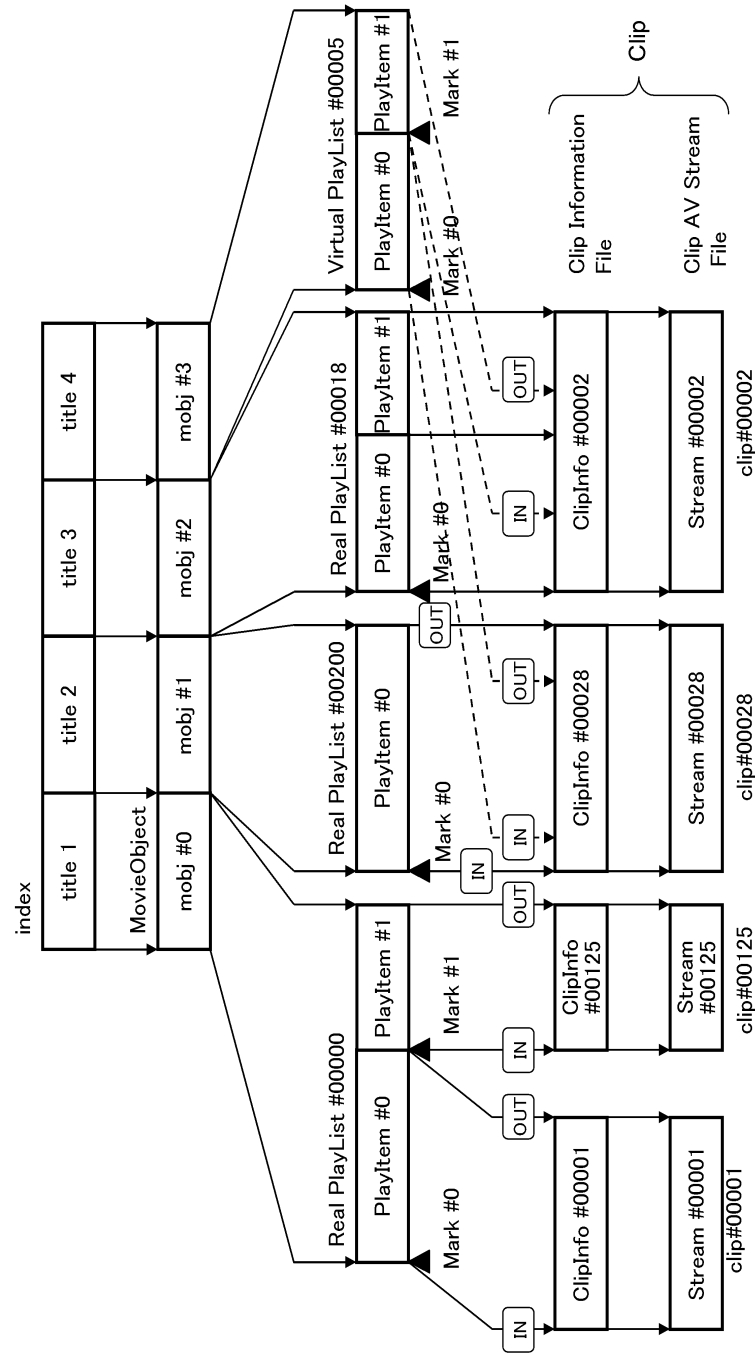 index
title 1
title 2
title 3
title 4
MovieObject
mobj #0
mobj #1
mobj #2
mobj #3
Real PlayList #00000
Real PlayList #00200
Real PlayList #00018
Virtual PlayList #00005
PlayItem #0
PlayItem #1
PlayItem #0
PlayItem #0
PlayItem #1
PlayItem #0
PlayItem #1
Mark #0
Mark #1
Mark #0
Mark #0
Mark #0
Mark #1
IN
OUT
IN
OUT
IN
OUT
IN
OUT
IN
OUT
ClipInfo #00001
ClipInfo
#00125
ClipInfo #00028
ClipInfo #00002
Clip Information
File
Clip
Stream #00001
Stream
#00125
Stream #00028
Stream #00002
Clip AV Stream
File
clip#00001
clip#00125
clip#00028
clip#00002